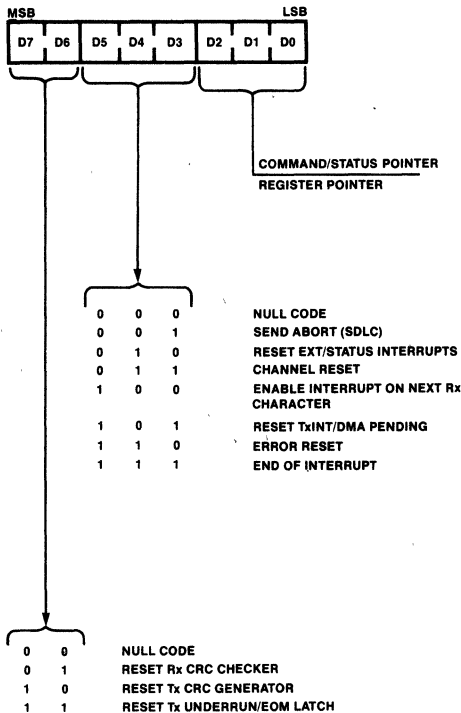 MSB LSB
D7 D6 D5 D4 D3 D2 D1 D0
COMMAND/STATUS POINTER
REGISTER POINTER
0 0 0 NULL CODE
0 0 1 SEND ABORT (SDLC)
0 1 0 RESET EXT/STATUS INTERRUPTS
0 1 1 CHANNEL RESET
1 0 0 ENABLE INTERRUPT ON NEXT Rx
CHARACTER
1 0 1 RESET TxINT/DMA PENDING
1 1 0 ERROR RESET
1 1 1 END OF INTERRUPT
0 0 NULL CODE
0 1 RESET Rx CRC CHECKER
1 0 RESET Tx CRC GENERATOR
1 1 RESET Tx UNDERRUN/EOM LATCH